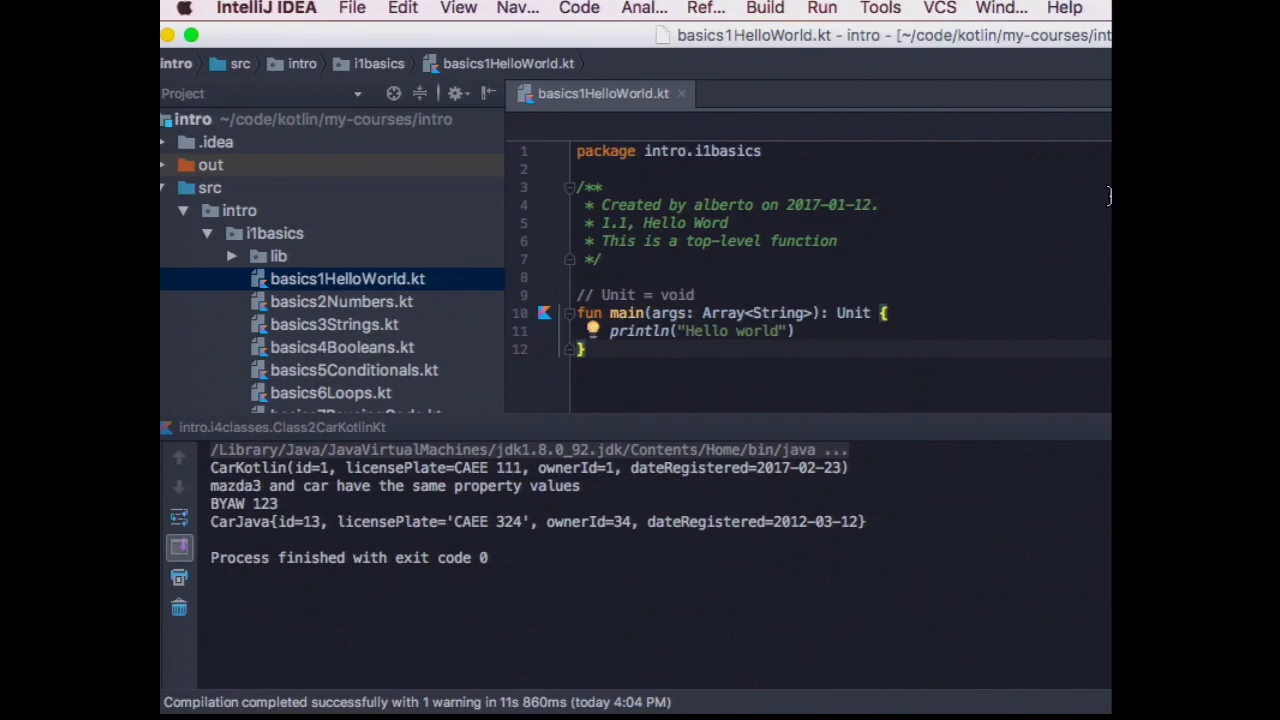 IntelliJ IDEA File Edit View Nav... Code Anal... Ref... Build Run Tools VCS Wind... Help
basics1HelloWorld.kt - intro - [~/code/kotlin/my-courses/int
intro src intro i1basics basics1HelloWorld.kt
Project
basics1HelloWorld.kt
intro ~/code/kotlin/my-courses/intro
.idea
out
src
intro
i1basics
lib
basics1HelloWorld.kt
basics2Numbers.kt
basics3Strings.kt
basics4Booleans.kt
basics5Conditionals.kt
basics6Loops.kt
1 package intro.i1basics
2
3 /**
4 * Created by alberto on 2017-01-12.
5 * 1.1, Hello Word
6 * This is a top-level function
7 */
8
9 // Unit = void
10 fun main(args: Array<String>): Unit {
11 println("Hello world")
12 }
intro.i4classes.Class2CarKotlinKt
/Library/Java/JavaVirtualMachines/jdk1.8.0_92.jdk/Contents/Home/bin/java ...
CarKotlin(id=1, licensePlate=CAEE 111, ownerId=1, dateRegistered=2017-02-23)
mazda3 and car have the same property values
BYAW 123
CarJava{id=13, licensePlate='CAEE 324', ownerId=34, dateRegistered=2012-03-12}
Process finished with exit code 0
Compilation completed successfully with 1 warning in 11s 860ms (today 4:04 PM)